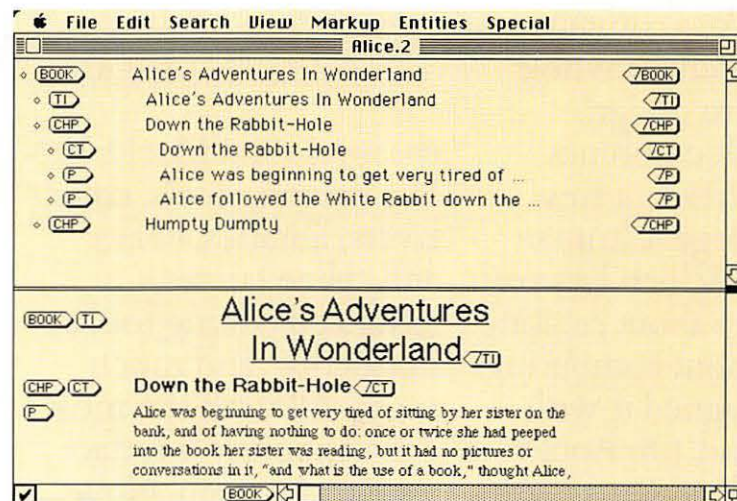 File Edit Search View Markup Entities Special
Alice.2
BOOK Alice's Adventures In Wonderland /BOOK
TI Alice's Adventures In Wonderland /TI
CHP Down the Rabbit-Hole /CHP
CT Down the Rabbit-Hole /CT
P Alice was beginning to get very tired of ... /P
P Alice followed the White Rabbit down the ... /P
CHP Humpty Dumpty /CHP
BOOK TI Alice's Adventures
In Wonderland /TI
CHP CT Down the Rabbit-Hole /CT
P Alice was beginning to get very tired of sitting by her sister on the
bank, and of having nothing to do: once or twice she had peeped
into the book her sister was reading, but it had no pictures or
conversations in it, "and what is the use of a book," thought Alice,
BOOK